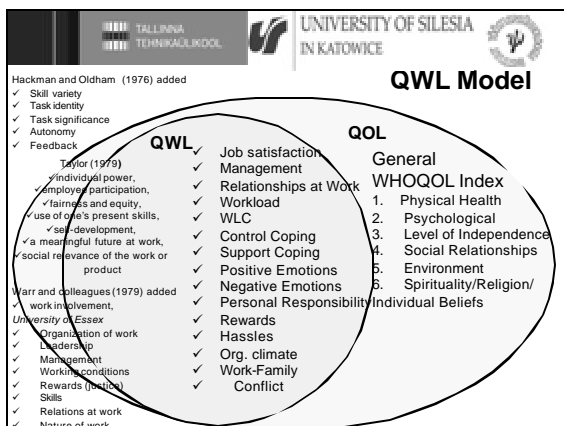 TALLINNA
TEHNIKAÜLIKOOL
UNIVERSITY OF SILESIA
IN KATOWICE
QWL Model
Hackman and Oldham (1976) added
✓ Skill variety
✓ Task identity
✓ Task significance
✓ Autonomy
✓ Feedback
Taylor (1979)
✓individual power,
✓employee participation,
✓fairness and equity,
✓use of one's present skills,
✓self-development,
✓a meaningful future at work,
✓social relevance of the work or
product
Warr and colleagues (1979) added
✓ work involvement,
University of Essex
✓ Organization of work
✓ Leadership
✓ Management
✓ Working conditions
✓ Rewards (justice)
✓ Skills
✓ Relations at work
✓ Nature of work
QWL
✓ Job satisfaction
✓ Management
✓ Relationships at Work
✓ Workload
✓ WLC
✓ Control Coping
✓ Support Coping
✓ Positive Emotions
✓ Negative Emotions
✓ Personal Responsibility
✓ Rewards
✓ Hassles
✓ Org. climate
✓ Work-Family
Conflict
QOL
General
WHOQOL Index
1. Physical Health
2. Psychological
3. Level of Independence
4. Social Relationships
5. Environment
6. Spirituality/Religion/
Individual Beliefs